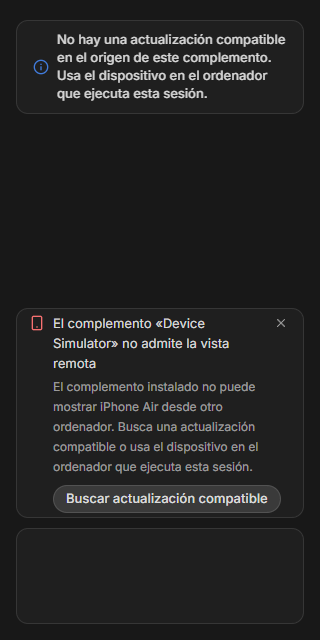 No hay una actualización compatible
en el origen de este complemento.
Usa el dispositivo en el ordenador
que ejecuta esta sesión.
El complemento «Device
Simulator» no admite la vista
remota
El complemento instalado no puede
mostrar iPhone Air desde otro
ordenador. Busca una actualización
compatible o usa el dispositivo en el
ordenador que ejecuta esta sesión.
Buscar actualización compatible